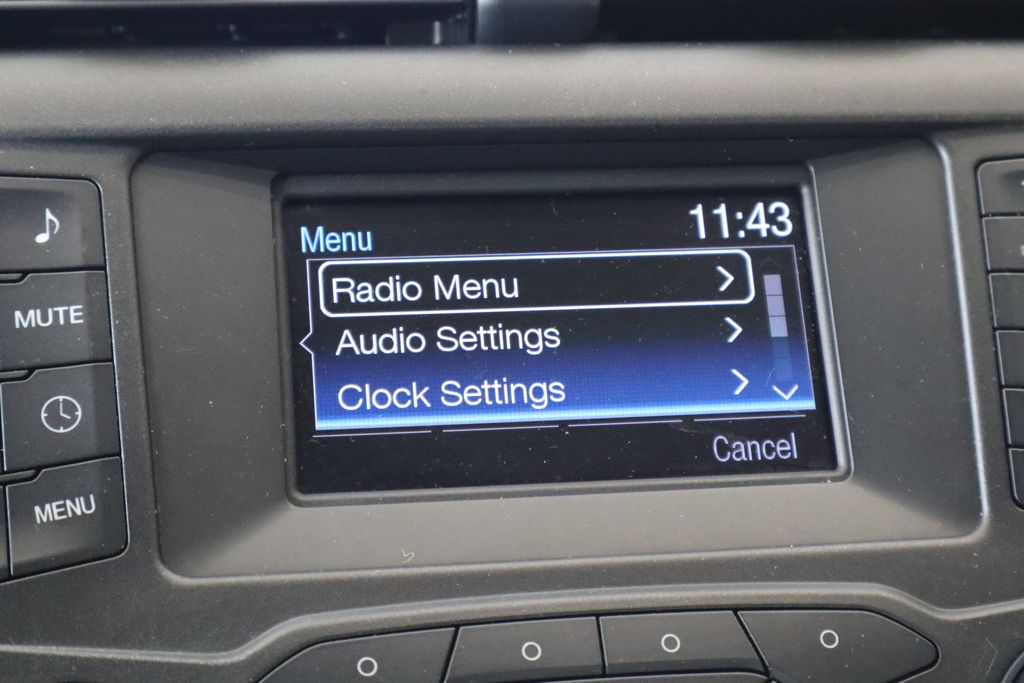 Menu
11:43
Radio Menu
Audio Settings
Clock Settings
Cancel
MUTE
MENU